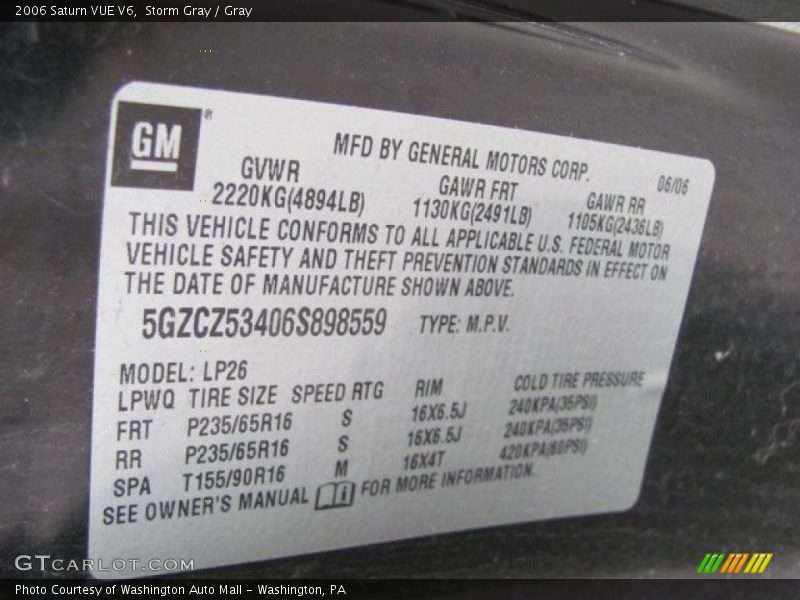 2006 Saturn VUE V6, Storm Gray / Gray
GM ®
MFD BY GENERAL MOTORS CORP. 06/06
GVWR GAWR FRT GAWR RR
2220KG(4894LB) 1130KG(2491LB) 1105KG(2436LB)
THIS VEHICLE CONFORMS TO ALL APPLICABLE U.S. FEDERAL MOTOR
VEHICLE SAFETY AND THEFT PREVENTION STANDARDS IN EFFECT ON
THE DATE OF MANUFACTURE SHOWN ABOVE.
5GZCZ53406S898559 TYPE: M.P.V.
MODEL: LP26
LPWQ TIRE SIZE SPEED RTG RIM COLD TIRE PRESSURE
FRT P235/65R16 S 16X6.5J 240KPA(35PSI)
RR P235/65R16 S 16X6.5J 240KPA(35PSI)
SPA T155/90R16 M 16X4T 420KPA(60PSI)
SEE OWNER'S MANUAL i FOR MORE INFORMATION.
GTCARLOT.COM
Photo Courtesy of Washington Auto Mall - Washington, PA